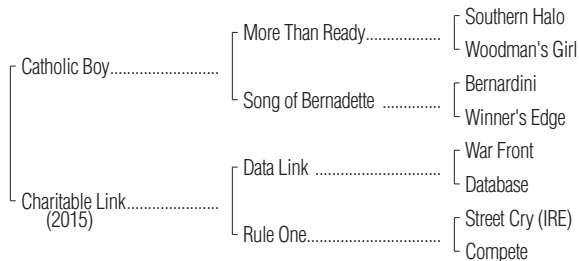 Southern Halo
More Than Ready..................
Woodman's Girl
Catholic Boy..........................
Bernardini
Song of Bernadette ..............
Winner's Edge
War Front
Data Link ..............................
Database
Charitable Link......................
(2015)
Street Cry (IRE)
Rule One................................
Compete